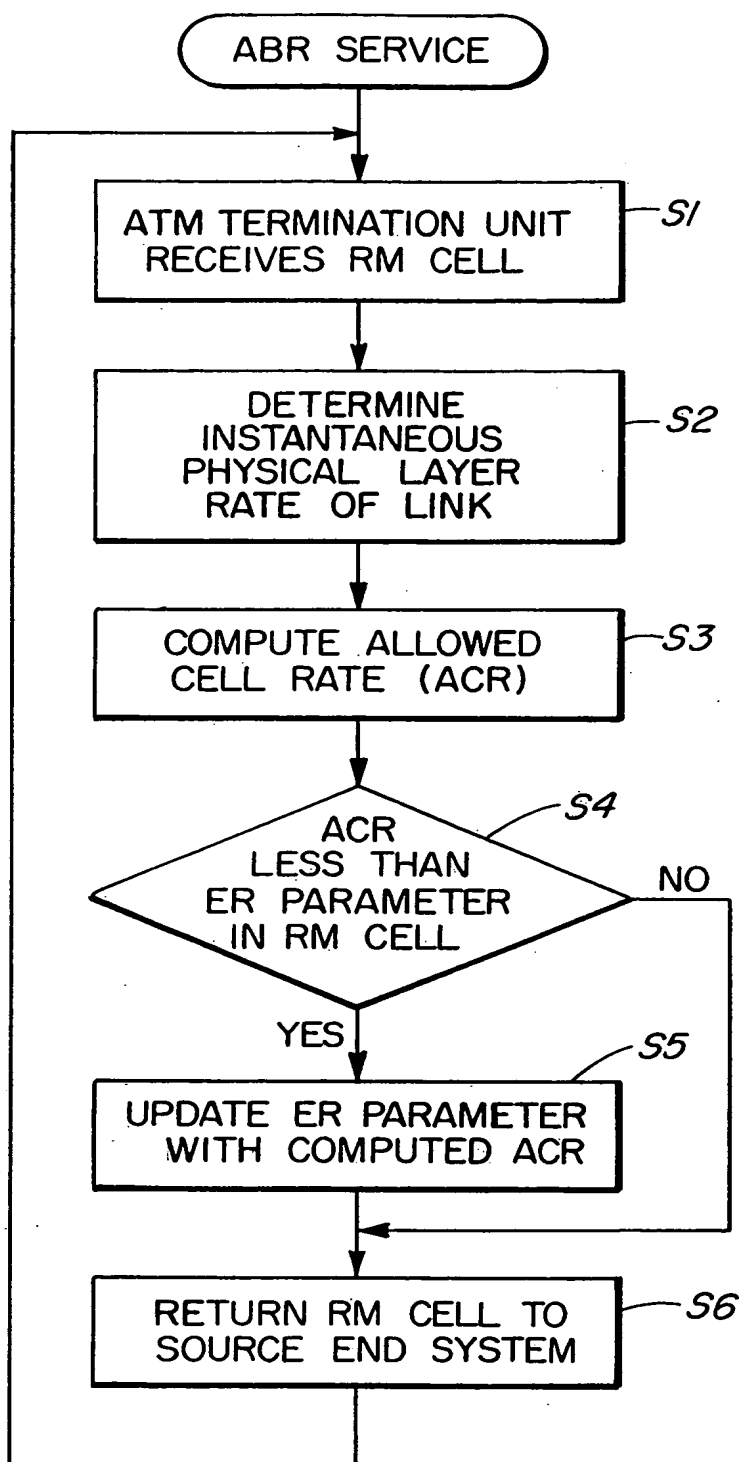 ABR SERVICE
ATM TERMINATION UNIT
RECEIVES RM CELL
S1
DETERMINE
INSTANTANEOUS
PHYSICAL LAYER
RATE OF LINK
S2
COMPUTE ALLOWED
CELL RATE (ACR)
S3
ACR
LESS THAN
ER PARAMETER
IN RM CELL
S4
NO
YES
S5
UPDATE ER PARAMETER
WITH COMPUTED ACR
RETURN RM CELL TO
SOURCE END SYSTEM
S6